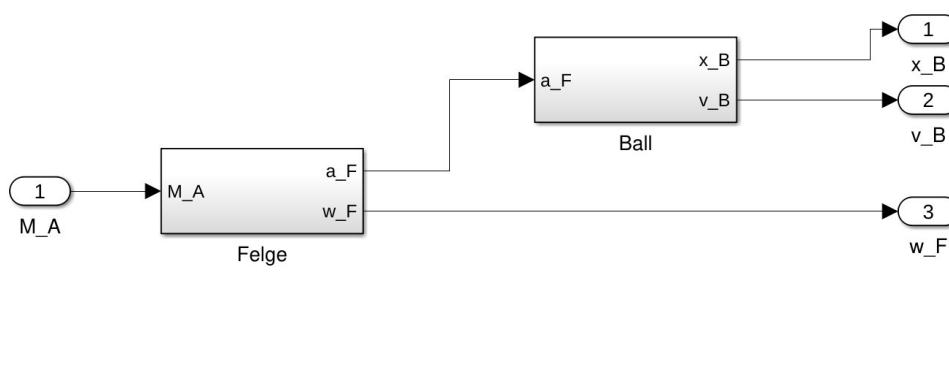 1
x_B
x_B
a_F
v_B
2
Ball
v_B
a_F
1
M_A
w_F
3
M_A
Felge
w_F